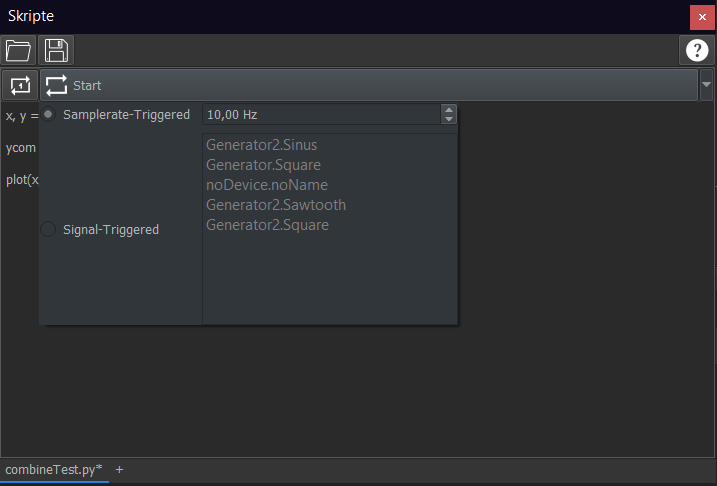 Skripte
Start
x, y =
Samplerate-Triggered 10,00 Hz
ycom
plot(x
Generator2.Sinus
Generator.Square
noDevice.noName
Generator2.Sawtooth
Generator2.Square
Signal-Triggered
combineTest.py* +